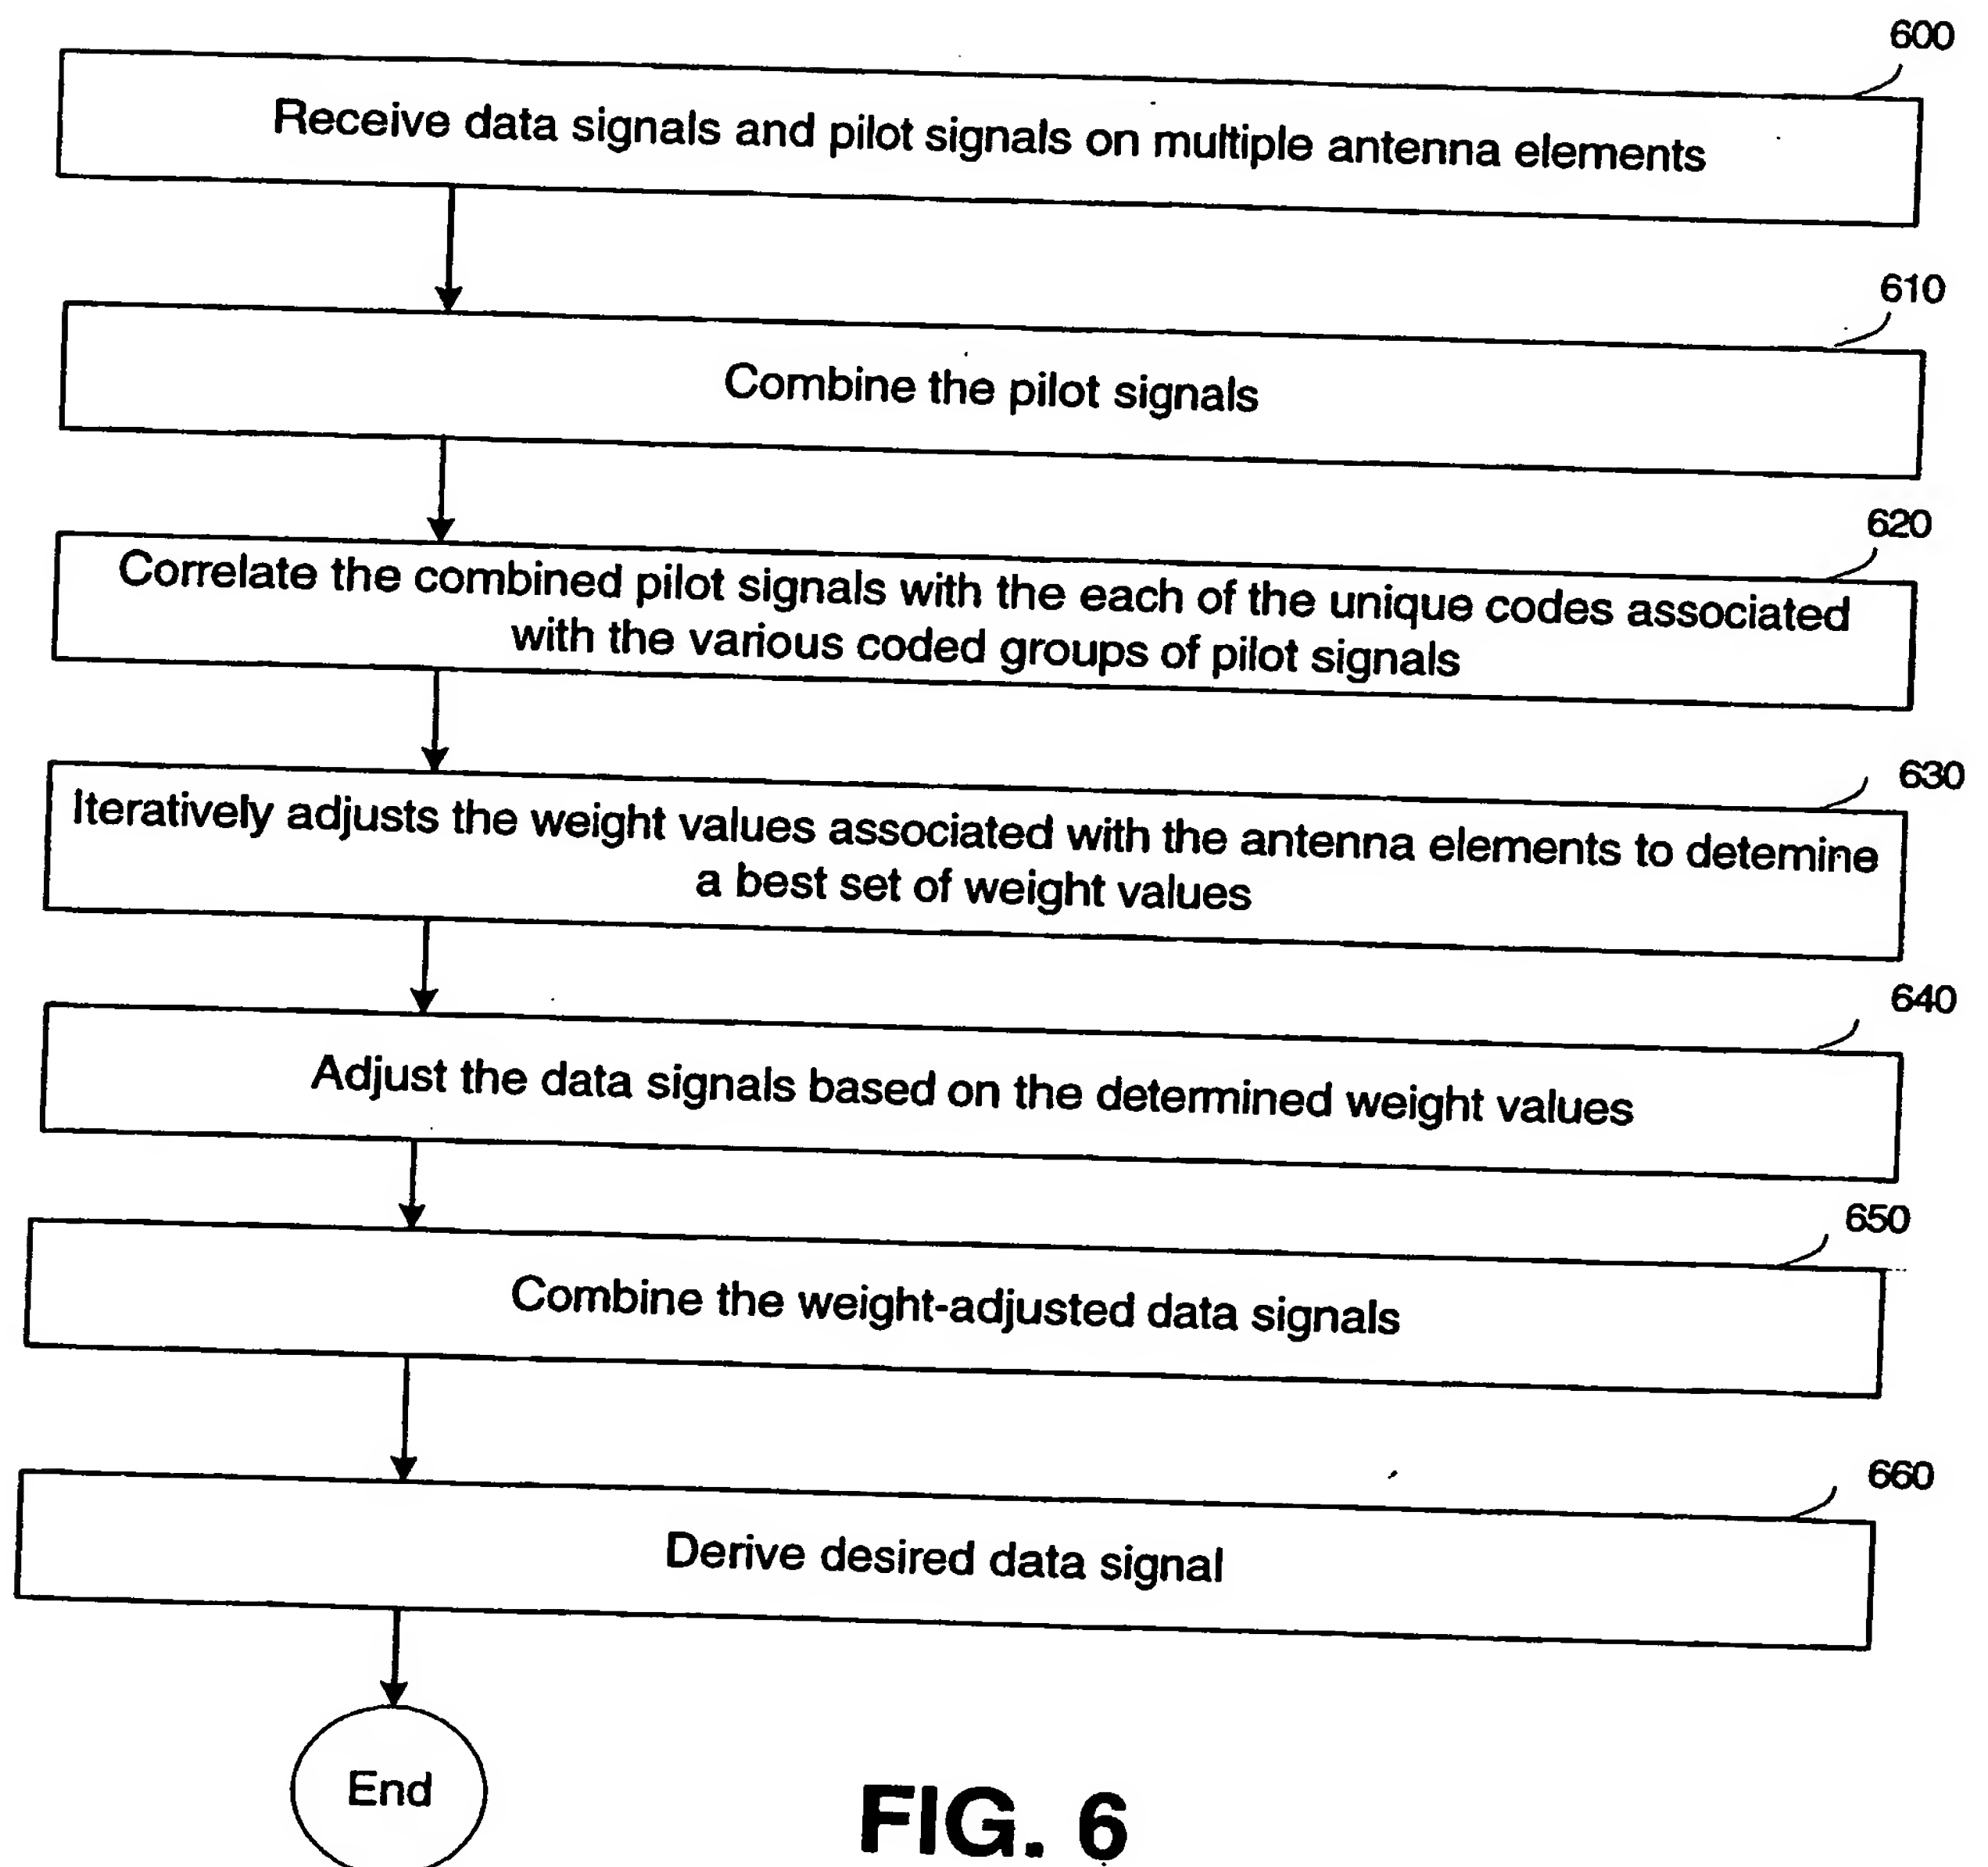 600
Receive data signals and pilot signals on multiple antenna elements
610
Combine the pilot signals
620
Correlate the combined pilot signals with the each of the unique codes associated
with the various coded groups of pilot signals
630
Iteratively adjusts the weight values associated with the antenna elements to detemine
a best set of weight values
640
Adjust the data signals based on the determined weight values
650
Combine the weight-adjusted data signals
660
Derive desired data signal
End
FIG. 6